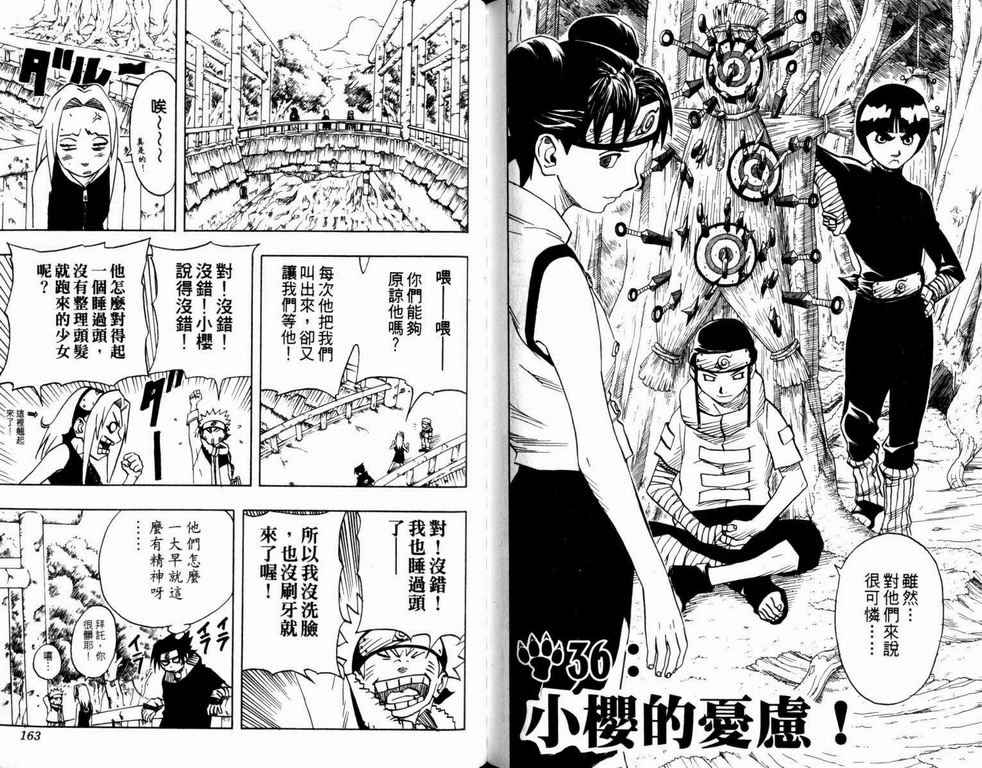 雖然…
對他們來說
很可憐……
36：
小櫻的憂慮！
ダルー
唉〜〜〜〜
喂——喂
你們能夠
原諒他嗎？
每次他把我們
叫出來，卻又
讓我們等他！
對！沒錯！
沒錯！小櫻
說得沒錯！
他怎麼對得起
一個睡過頭，
沒有整理頭髮
就跑來的少女
呢？
ダ
這裡翹起
來了→
對！沒錯！
我也睡過頭
了——
所以我沒洗臉
，也沒刷牙就
來了喔！
他們怎麼
一大早就這
麼有精神呀
……
イライラ
拜託，你
很髒耶！
嘻…
163